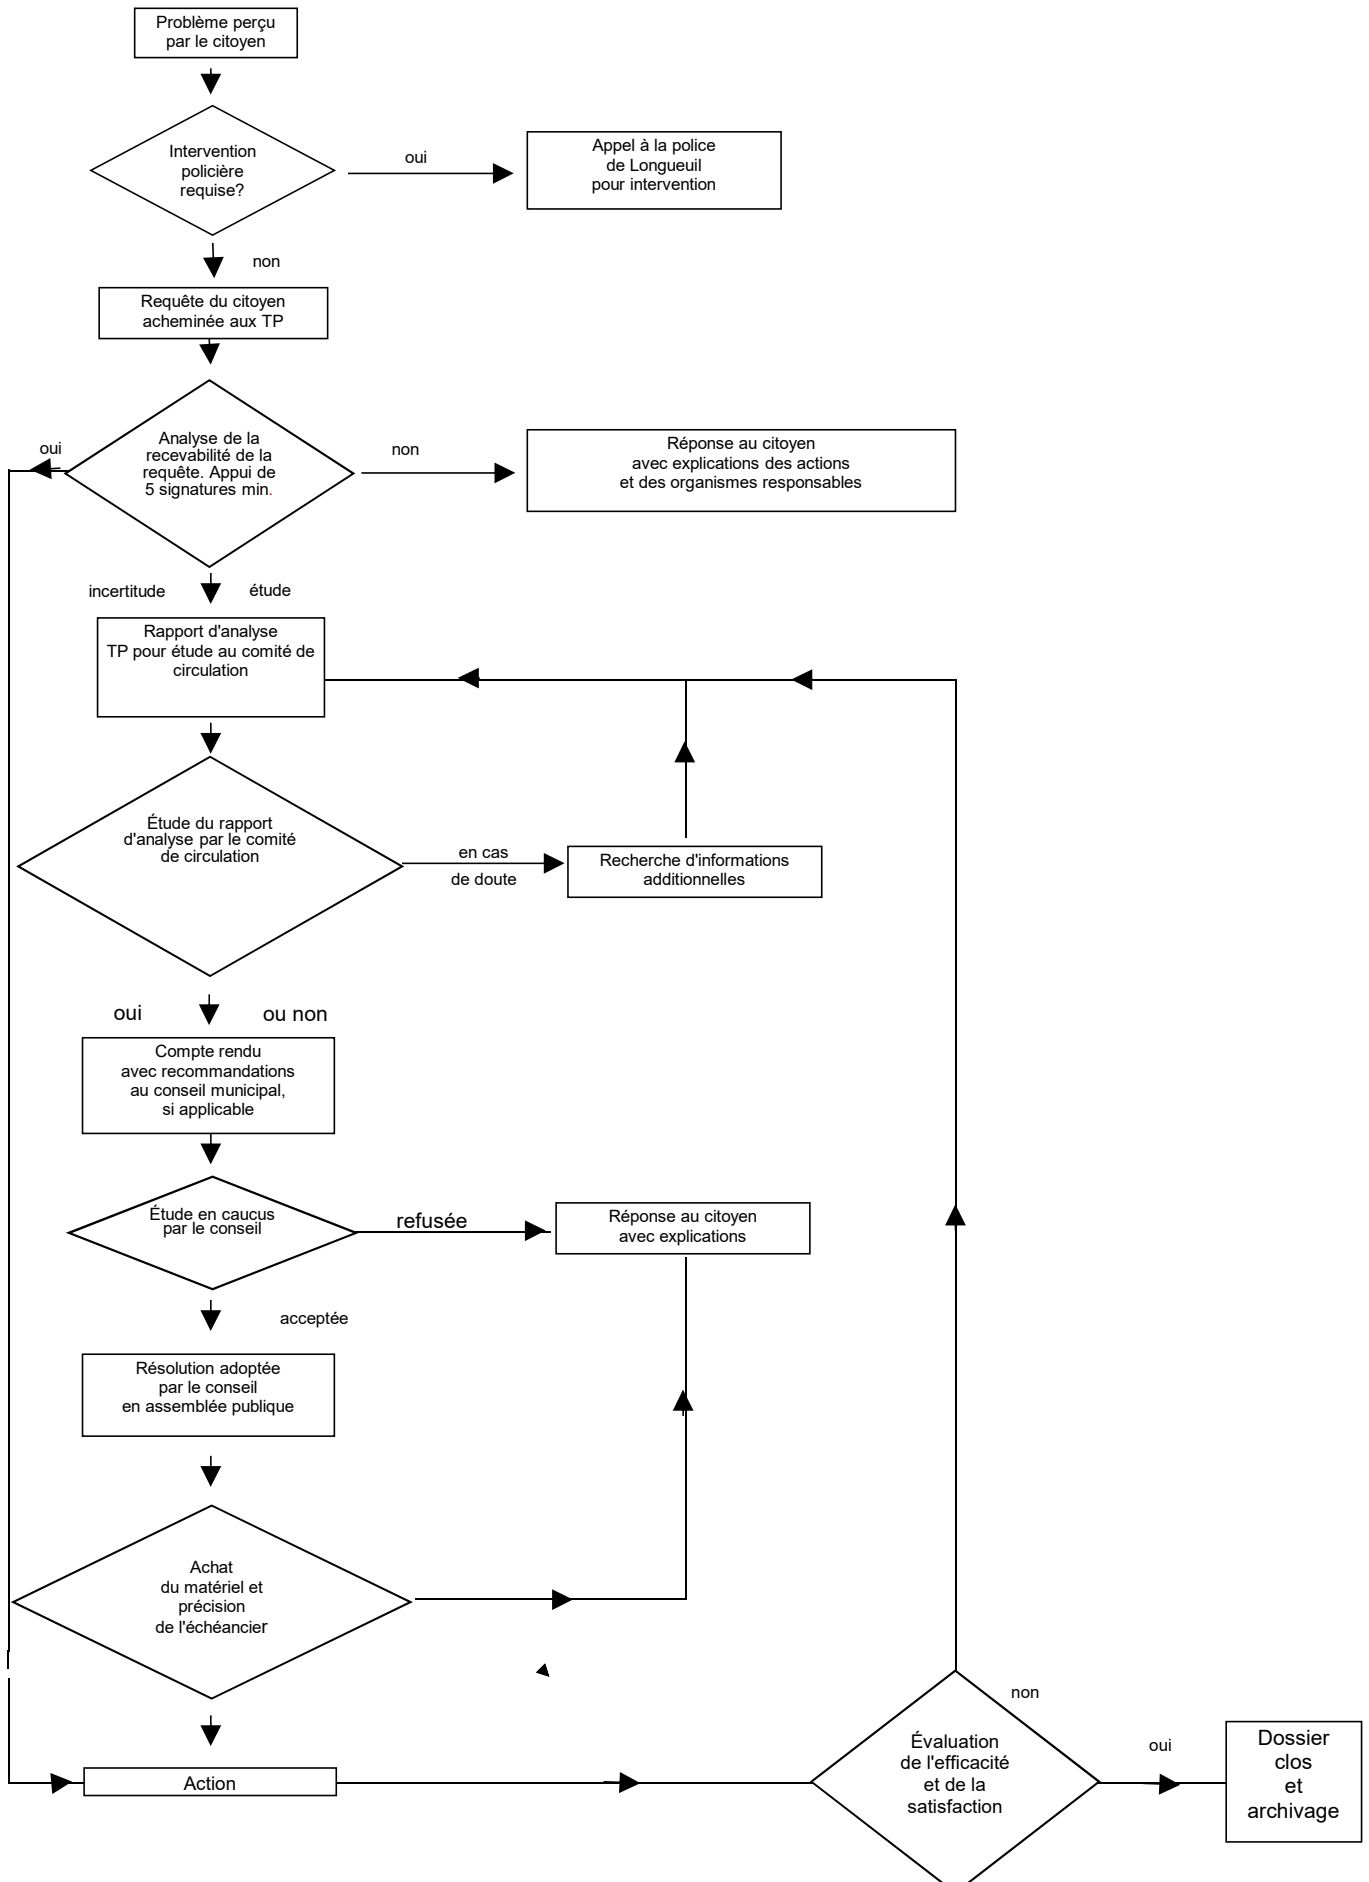 Problème perçu
par le citoyen
Intervention
policière
requise?
oui
Appel à la police
de Longueuil
pour intervention
non
Requête du citoyen
acheminée aux TP
oui
Analyse de la
recevabilité de la
requête. Appui de
5 signatures min.
non
Réponse au citoyen
avec explications des actions
et des organismes responsables
incertitude
étude
Rapport d'analyse
TP pour étude au comité de
circulation
Étude du rapport
d'analyse par le comité
de circulation
en cas
de doute
Recherche d'informations
additionnelles
oui
ou non
Compte rendu
avec recommandations
au conseil municipal,
si applicable
Étude en caucus
par le conseil
refusée
Réponse au citoyen
avec explications
acceptée
Résolution adoptée
par le conseil
en assemblée publique
Achat
du matériel et
précision
de l'échéancier
Action
non
Évaluation
de l'efficacité
et de la
satisfaction
oui
Dossier
clos
et
archivage